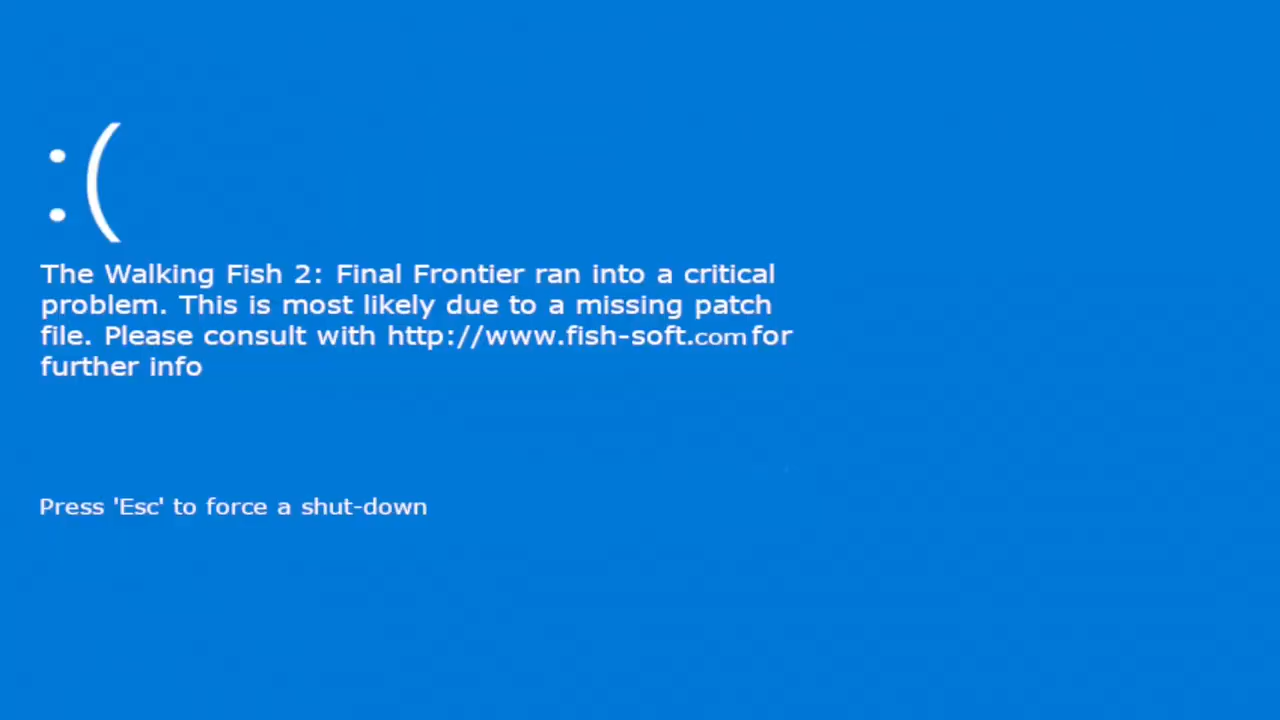 :(
The Walking Fish 2: Final Frontier ran into a critical
problem. This is most likely due to a missing patch
file. Please consult with http://www.fish-soft.com for
further info
Press 'Esc' to force a shut-down